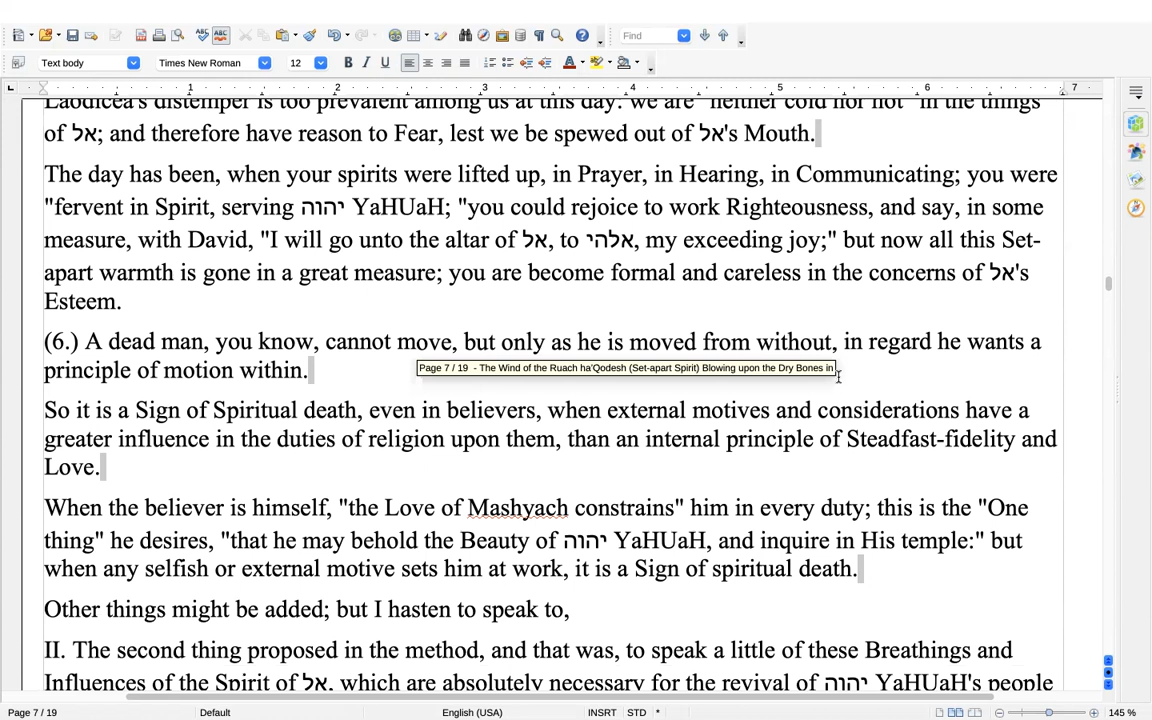 Find
Text body
Times New Roman
12
1 2 3 4 5 6 7
Laodicea's distemper is too prevalent among us at this day: we are "neither cold nor hot "in the things
of אל; and therefore have reason to Fear, lest we be spewed out of אל's Mouth.
The day has been, when your spirits were lifted up, in Prayer, in Hearing, in Communicating; you were
"fervent in Spirit, serving יהוה YaHUaH; "you could rejoice to work Righteousness, and say, in some
measure, with David, "I will go unto the altar of אל, to אלהי, my exceeding joy;" but now all this Set-
apart warmth is gone in a great measure; you are become formal and careless in the concerns of אל's
Esteem.
(6.) A dead man, you know, cannot move, but only as he is moved from without, in regard he wants a
principle of motion within.
Page 7 / 19 - The Wind of the Ruach ha'Qodesh (Set-apart Spirit) Blowing upon the Dry Bones in
So it is a Sign of Spiritual death, even in believers, when external motives and considerations have a
greater influence in the duties of religion upon them, than an internal principle of Steadfast-fidelity and
Love.
When the believer is himself, "the Love of Mashyach constrains" him in every duty; this is the "One
thing" he desires, "that he may behold the Beauty of יהוה YaHUaH, and inquire in His temple:" but
when any selfish or external motive sets him at work, it is a Sign of spiritual death.
Other things might be added; but I hasten to speak to,
II. The second thing proposed in the method, and that was, to speak a little of these Breathings and
Influences of the Spirit of אל, which are absolutely necessary for the revival of יהוה YaHUaH's people
Page 7 / 19 Default English (USA) INSRT STD * 145 %